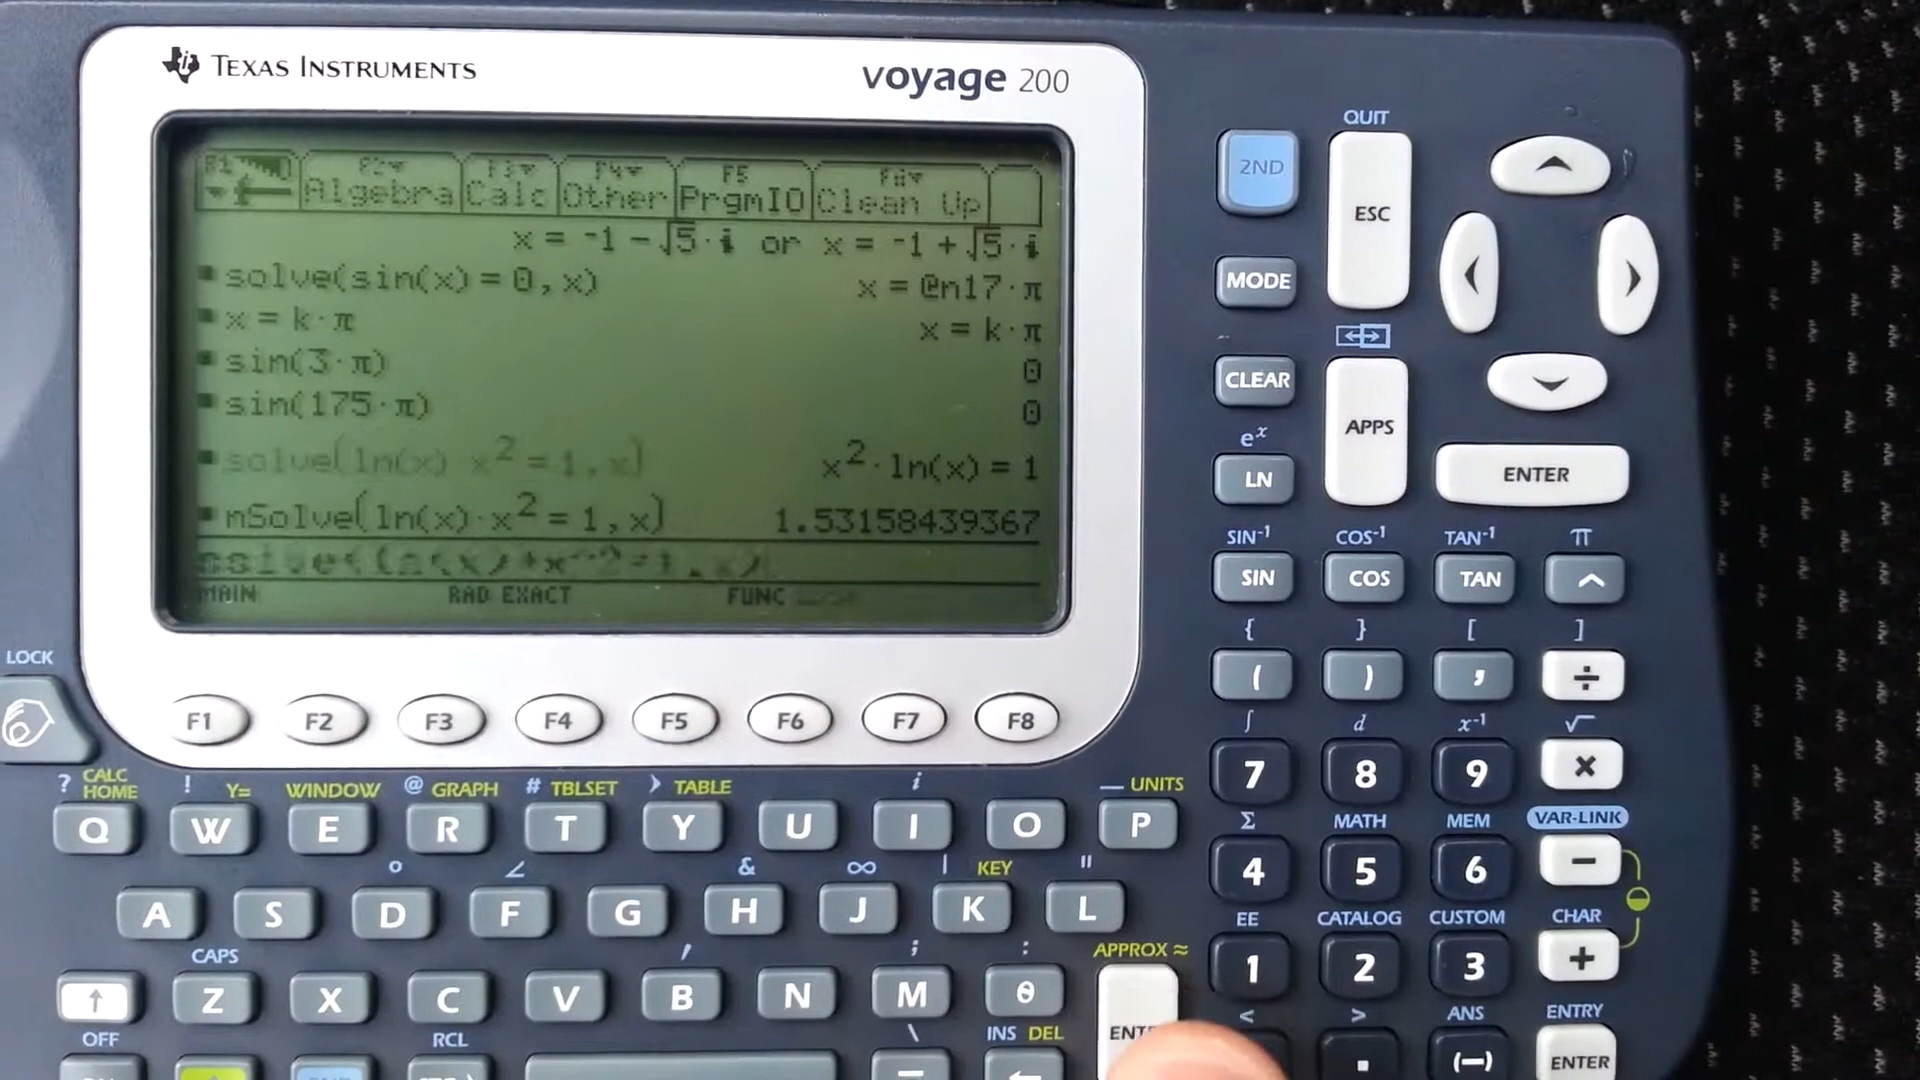 TEXAS INSTRUMENTS
voyage 200
F1 F2 F3 F4 F5 F6
Algebra Calc Other PrgmIO Clean Up
x = -1 - √5·i or x = -1 + √5·i
solve(sin(x) = 0, x) x = @n17·π
x = k·π x = k·π
sin(3·π) 0
sin(175·π) 0
solve(ln(x) x² = 1, x) x²·ln(x) = 1
nSolve(ln(x)·x² = 1, x) 1.53158439367
MAIN RAD EXACT FUNC
LOCK
F1 F2 F3 F4 F5 F6 F7 F8
QUIT
2ND ESC
MODE
CLEAR APPS
eˣ
LN ENTER
SIN⁻¹ COS⁻¹ TAN⁻¹ π
SIN COS TAN ^
{ } [ ]
( ) , ÷
∫ d x⁻¹ √
7 8 9 ×
Σ MATH MEM VAR-LINK
4 5 6 −
EE CATALOG CUSTOM CHAR
1 2 3 +
< > ANS ENTRY
. (−) ENTER
? CALC HOME ! Y= WINDOW @ GRAPH # TBLSET › TABLE i _ UNITS
Q W E R T Y U I O P
° ∠ & ∞ | KEY "
A S D F G H J K L
CAPS ′ ; : APPROX ≈
↑ Z X C V B N M θ
OFF RCL \ INS DEL